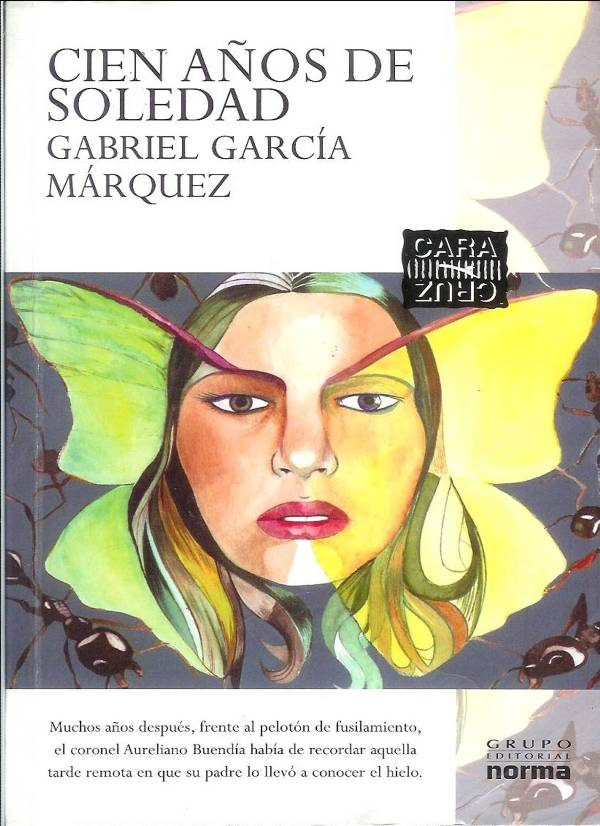 CIEN AÑOS DE
SOLEDAD
GABRIEL GARCÍA
MÁRQUEZ
CARA
CRUZ
Muchos años después, frente al pelotón de fusilamiento,
el coronel Aureliano Buendía había de recordar aquella
tarde remota en que su padre lo llevó a conocer el hielo.
GRUPO
EDITORIAL
norma